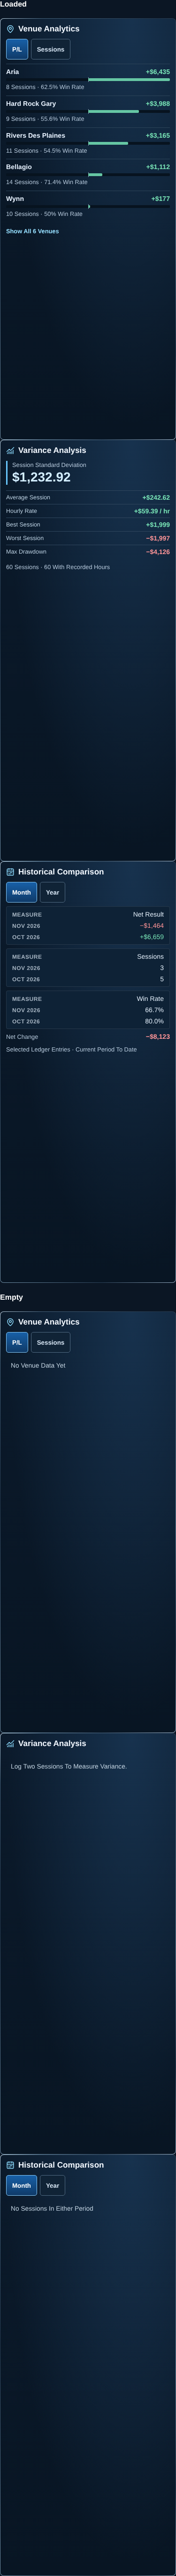 Loaded
Venue Analytics
P/L Sessions
Aria +$6,435
8 Sessions · 62.5% Win Rate
Hard Rock Gary +$3,988
9 Sessions · 55.6% Win Rate
Rivers Des Plaines +$3,165
11 Sessions · 54.5% Win Rate
Bellagio +$1,112
14 Sessions · 71.4% Win Rate
Wynn +$177
10 Sessions · 50% Win Rate
Show All 6 Venues
Variance Analysis
Session Standard Deviation
$1,232.92
Average Session +$242.62
Hourly Rate +$59.39 / hr
Best Session +$1,999
Worst Session −$1,997
Max Drawdown −$4,126
60 Sessions · 60 With Recorded Hours
Historical Comparison
Month Year
MEASURE Net Result
NOV 2026 −$1,464
OCT 2026 +$6,659
MEASURE Sessions
NOV 2026 3
OCT 2026 5
MEASURE Win Rate
NOV 2026 66.7%
OCT 2026 80.0%
Net Change −$8,123
Selected Ledger Entries · Current Period To Date
Empty
Venue Analytics
P/L Sessions
No Venue Data Yet
Variance Analysis
Log Two Sessions To Measure Variance.
Historical Comparison
Month Year
No Sessions In Either Period